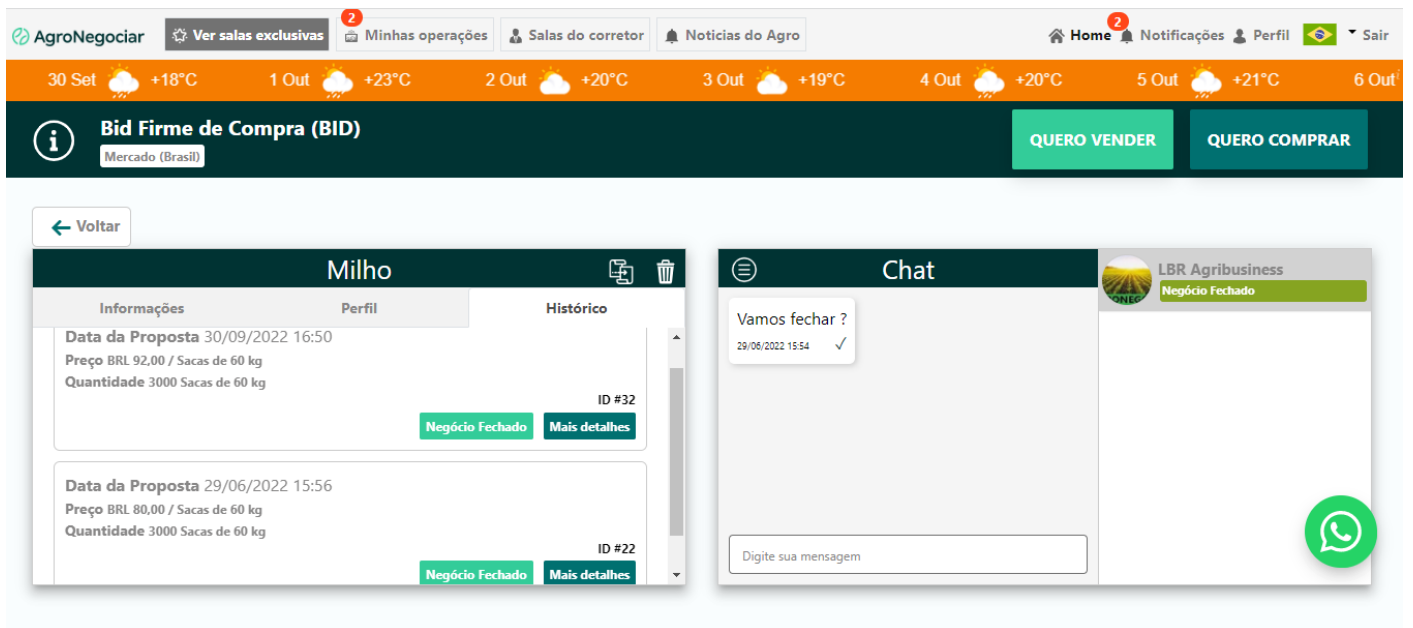 AgroNegociar
Ver salas exclusivas
2
Minhas operações
Salas do corretor
Noticias do Agro
Home
2
Notificações
Perfil
Sair
30 Set +18°C
1 Out +23°C
2 Out +20°C
3 Out +19°C
4 Out +20°C
5 Out +21°C
6 Out
Bid Firme de Compra (BID)
Mercado (Brasil)
QUERO VENDER
QUERO COMPRAR
Voltar
Milho
Informações
Perfil
Histórico
Data da Proposta 30/09/2022 16:50
Preço BRL 92,00 / Sacas de 60 kg
Quantidade 3000 Sacas de 60 kg
ID #32
Negócio Fechado
Mais detalhes
Data da Proposta 29/06/2022 15:56
Preço BRL 80,00 / Sacas de 60 kg
Quantidade 3000 Sacas de 60 kg
ID #22
Negócio Fechado
Mais detalhes
Chat
Vamos fechar ?
29/06/2022 15:54
Digite sua mensagem
LBR Agribusiness
Negócio Fechado